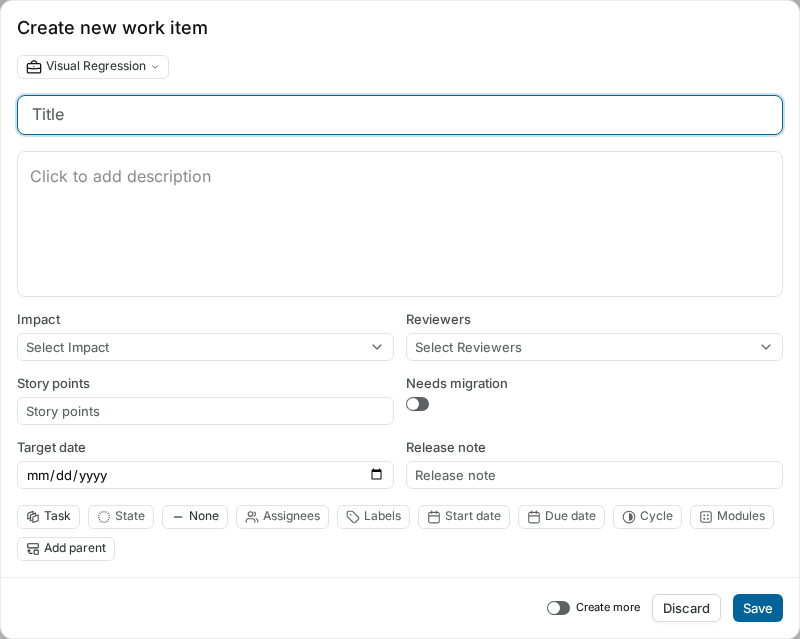 Create new work item
Visual Regression
Title
Click to add description
Impact
Reviewers
Select Impact
Select Reviewers
Story points
Needs migration
Story points
Target date
Release note
mm/dd/yyyy
Release note
Task
State
None
Assignees
Labels
Start date
Due date
Cycle
Modules
Add parent
Create more
Discard
Save